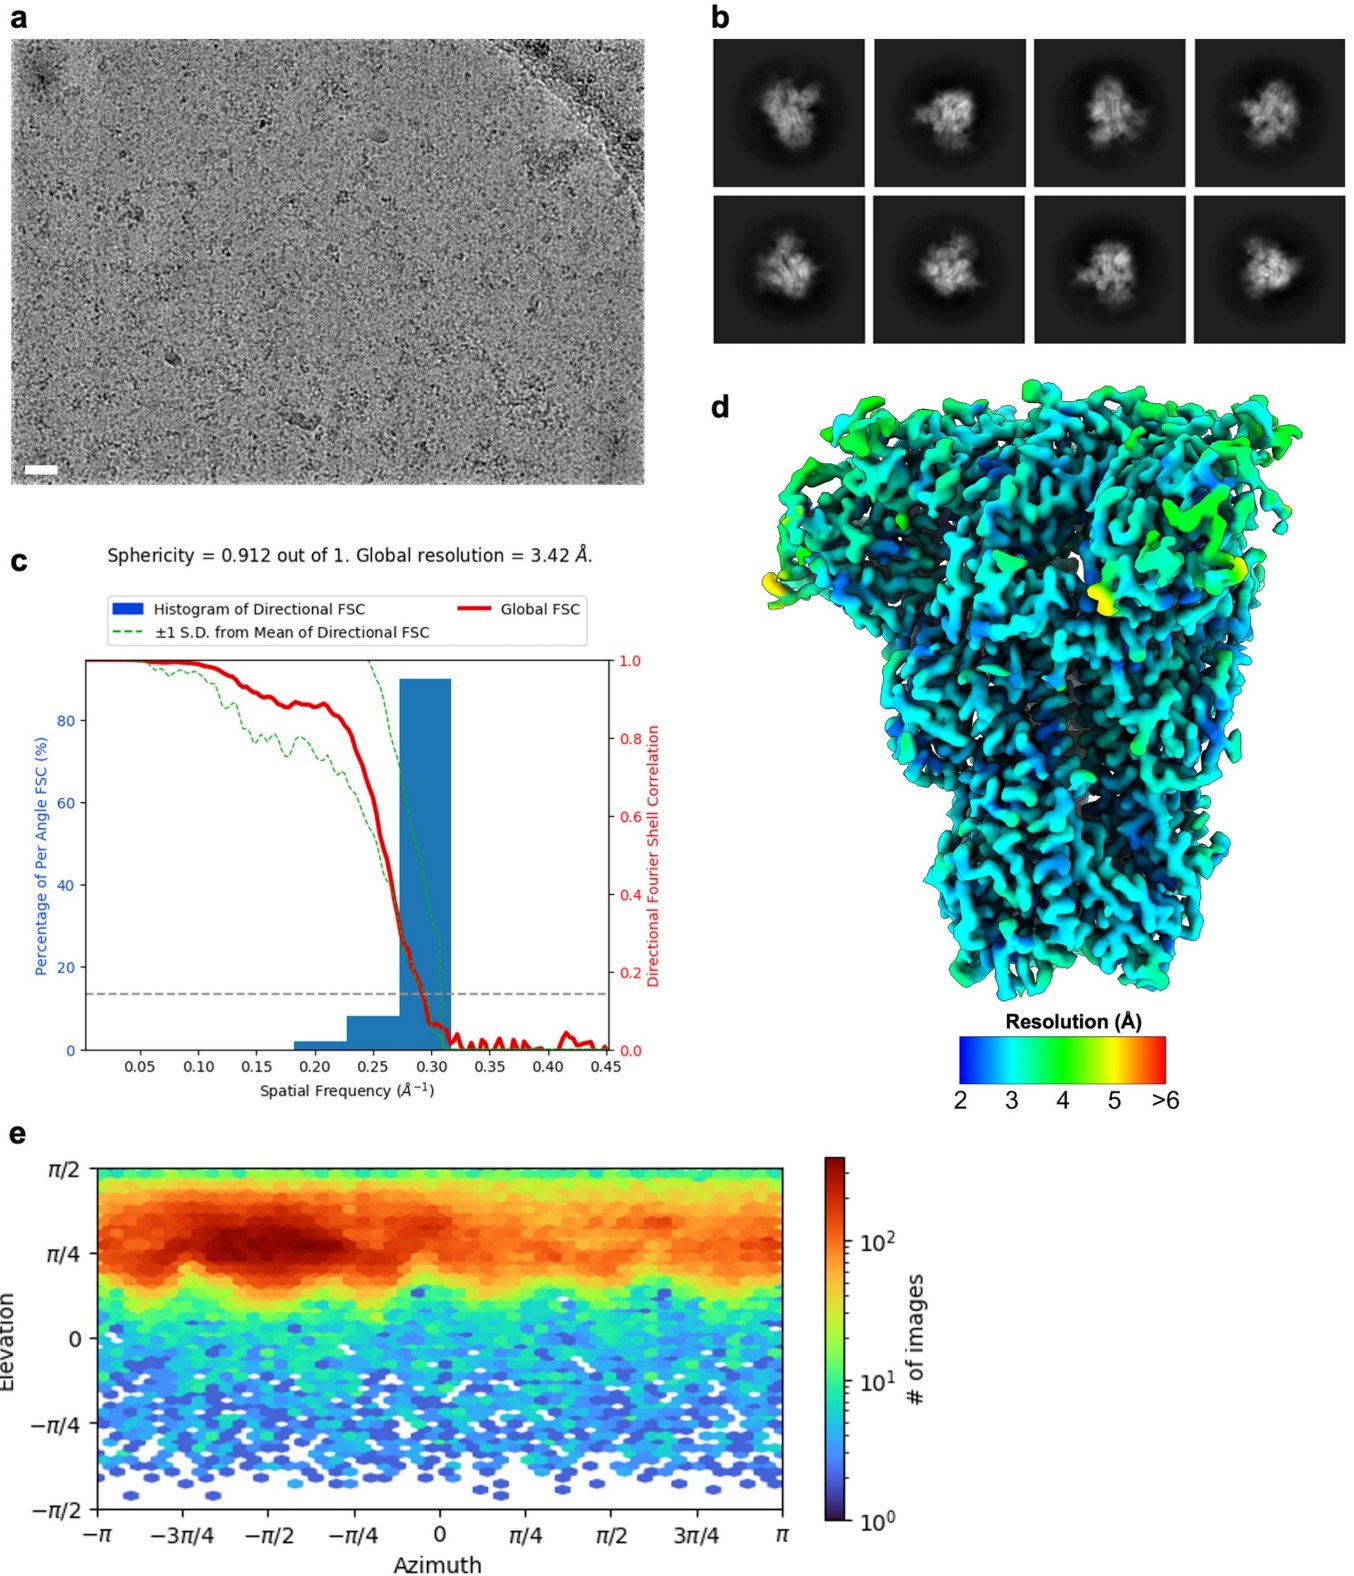 a
b
c
Sphericity = 0.912 out of 1. Global resolution = 3.42 Å.
Histogram of Directional FSC
Global FSC
±1 S.D. from Mean of Directional FSC
Percentage of Per Angle FSC (%)
80
60
40
20
0
1.0
0.8
0.6
0.4
0.2
0.0
Directional Fourier Shell Correlation
0.05 0.10 0.15 0.20 0.25 0.30 0.35 0.40 0.45
Spatial Frequency (Å⁻¹)
d
Resolution (Å)
2 3 4 5 >6
e
Elevation
π/2
π/4
0
−π/4
−π/2
−π −3π/4 −π/2 −π/4 0 π/4 π/2 3π/4 π
Azimuth
10²
10¹
10⁰
# of images